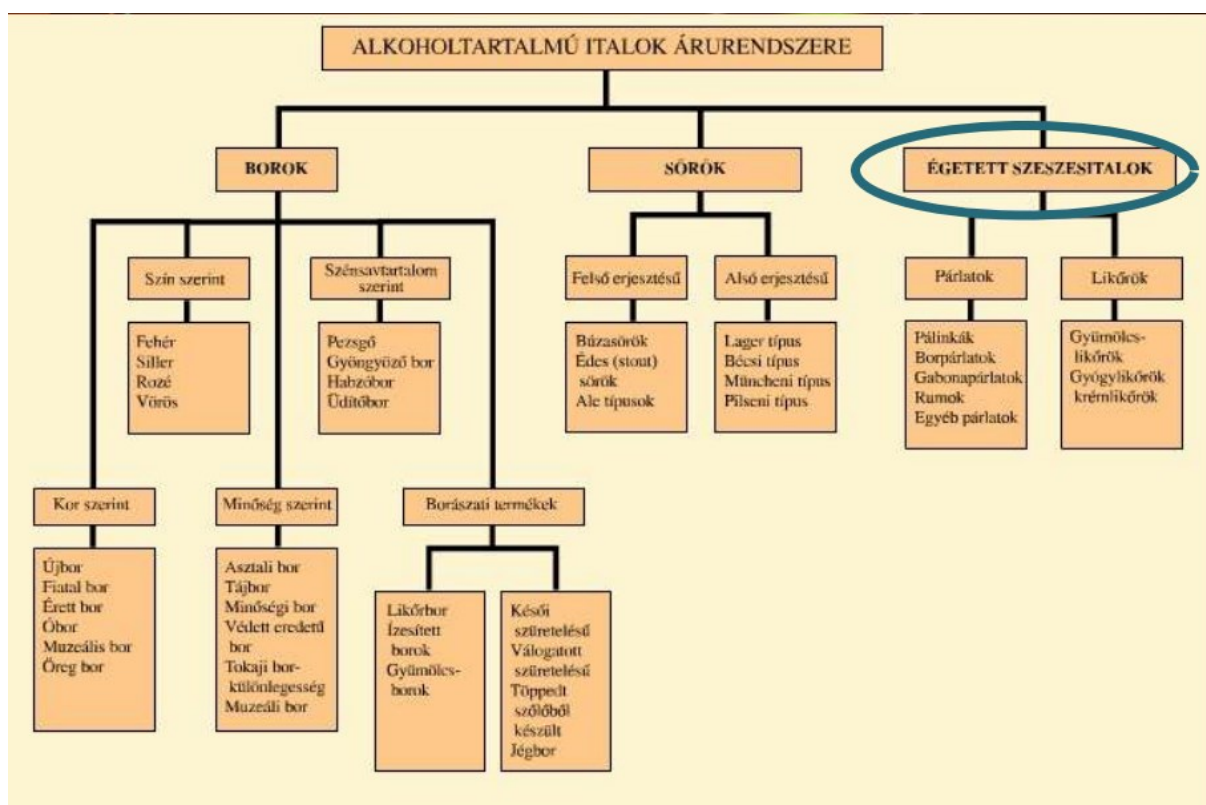 ALKOHOLTARTALMÚ ITALOK ÁRURENDSZERE
BOROK
SÖRÖK
ÉGETETT SZESZESITALOK
Szín szerint
Fehér
Siller
Rozé
Vörös
Szénsavtartalom
szerint
Pezsgő
Gyöngyöző bor
Habzóbor
Üdítőbor
Felső erjesztésű
Búzasörök
Édes (stout)
sörök
Ale típusok
Alsó erjesztésű
Lager típus
Bécsi típus
Müncheni típus
Pilseni típus
Párlatok
Pálinkák
Borpárlatok
Gabonapárlatok
Rumok
Egyéb párlatok
Likőrök
Gyümölcs-
likőrök
Gyógylikőrök
krémlikőrök
Kor szerint
Újbor
Fiatal bor
Érett bor
Óbor
Muzeális bor
Öreg bor
Minőség szerint
Asztali bor
Tájbor
Minőségi bor
Védett eredetű
bor
Tokaji bor-
különlegesség
Muzeáli bor
Borászati termékek
Likőrbor
Ízesített
borok
Gyümölcs-
borok
Késői
szüretelésű
Válogatott
szüretelésű
Töppedt
szőlőből
készült
Jégbor